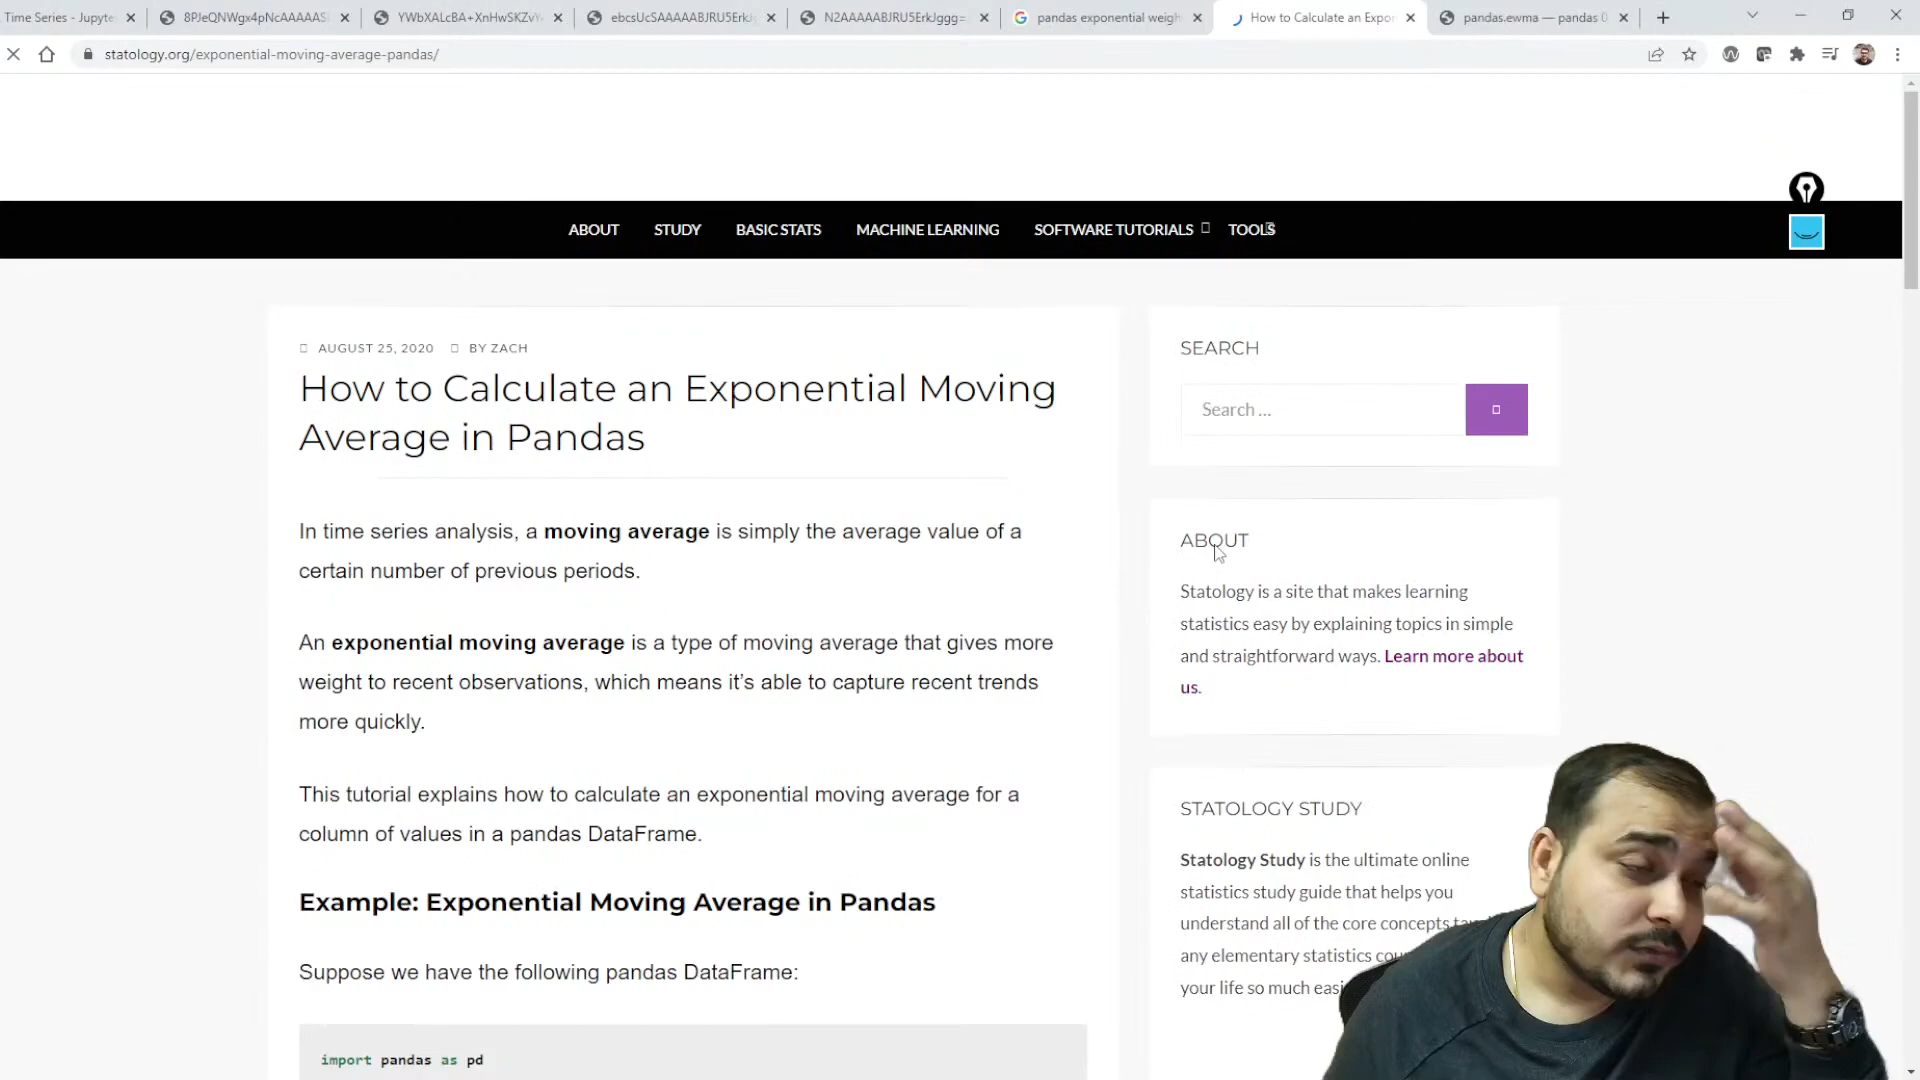 Time Series - Jupyte
8PJeQNWgx4pNcAAAAAS
YWbXALcBA+XnHwSKZvY
ebcsUcSAAAAABJRU5ErkJ
N2AAAAABJRU5ErkJggg=
pandas exponential weigh
How to Calculate an Expon
pandas.ewma — pandas 0
statology.org/exponential-moving-average-pandas/
ABOUT
STUDY
BASIC STATS
MACHINE LEARNING
SOFTWARE TUTORIALS
TOOLS
AUGUST 25, 2020
BY ZACH
How to Calculate an Exponential Moving
Average in Pandas
In time series analysis, a moving average is simply the average value of a
certain number of previous periods.
An exponential moving average is a type of moving average that gives more
weight to recent observations, which means it's able to capture recent trends
more quickly.
This tutorial explains how to calculate an exponential moving average for a
column of values in a pandas DataFrame.
Example: Exponential Moving Average in Pandas
Suppose we have the following pandas DataFrame:
import pandas as pd
SEARCH
Search ...
ABOUT
Statology is a site that makes learning
statistics easy by explaining topics in simple
and straightforward ways. Learn more about
us.
STATOLOGY STUDY
Statology Study is the ultimate online
statistics study guide that helps you
understand all of the core concepts
any elementary statistics
your life so much